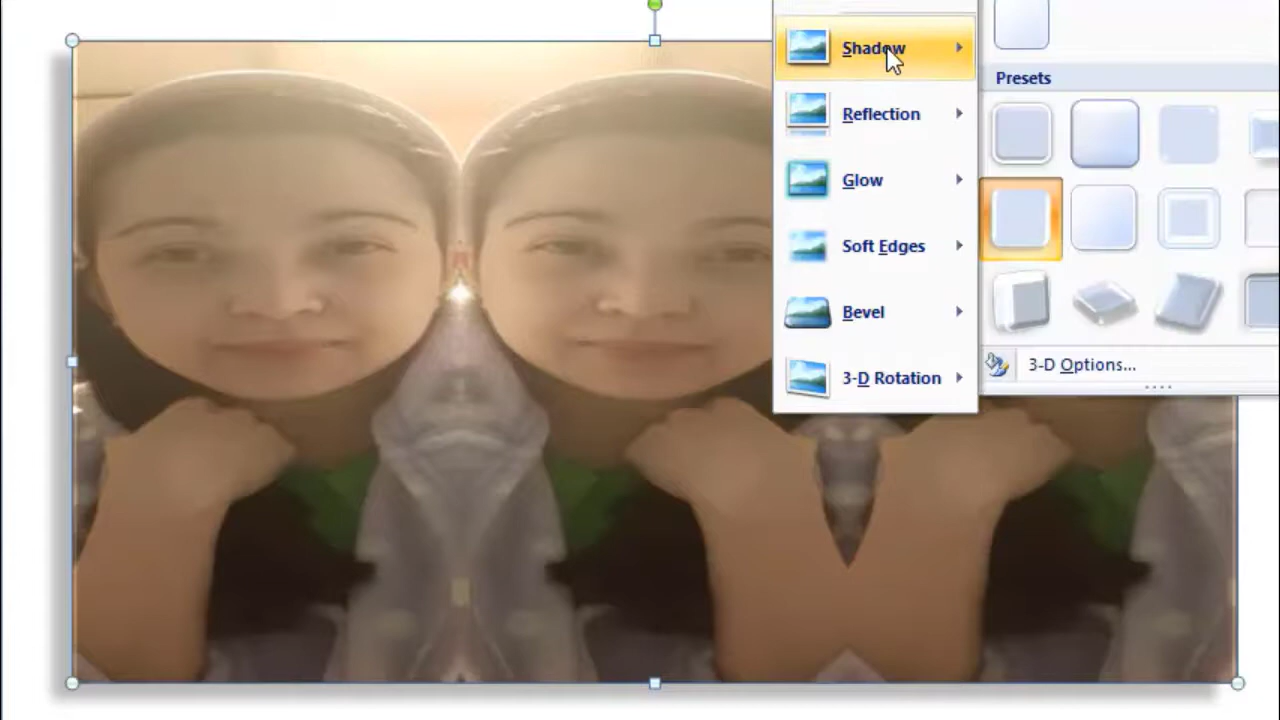 Shadow
Presets
Reflection
Glow
Soft Edges
Bevel
3-D Options...
3-D Rotation